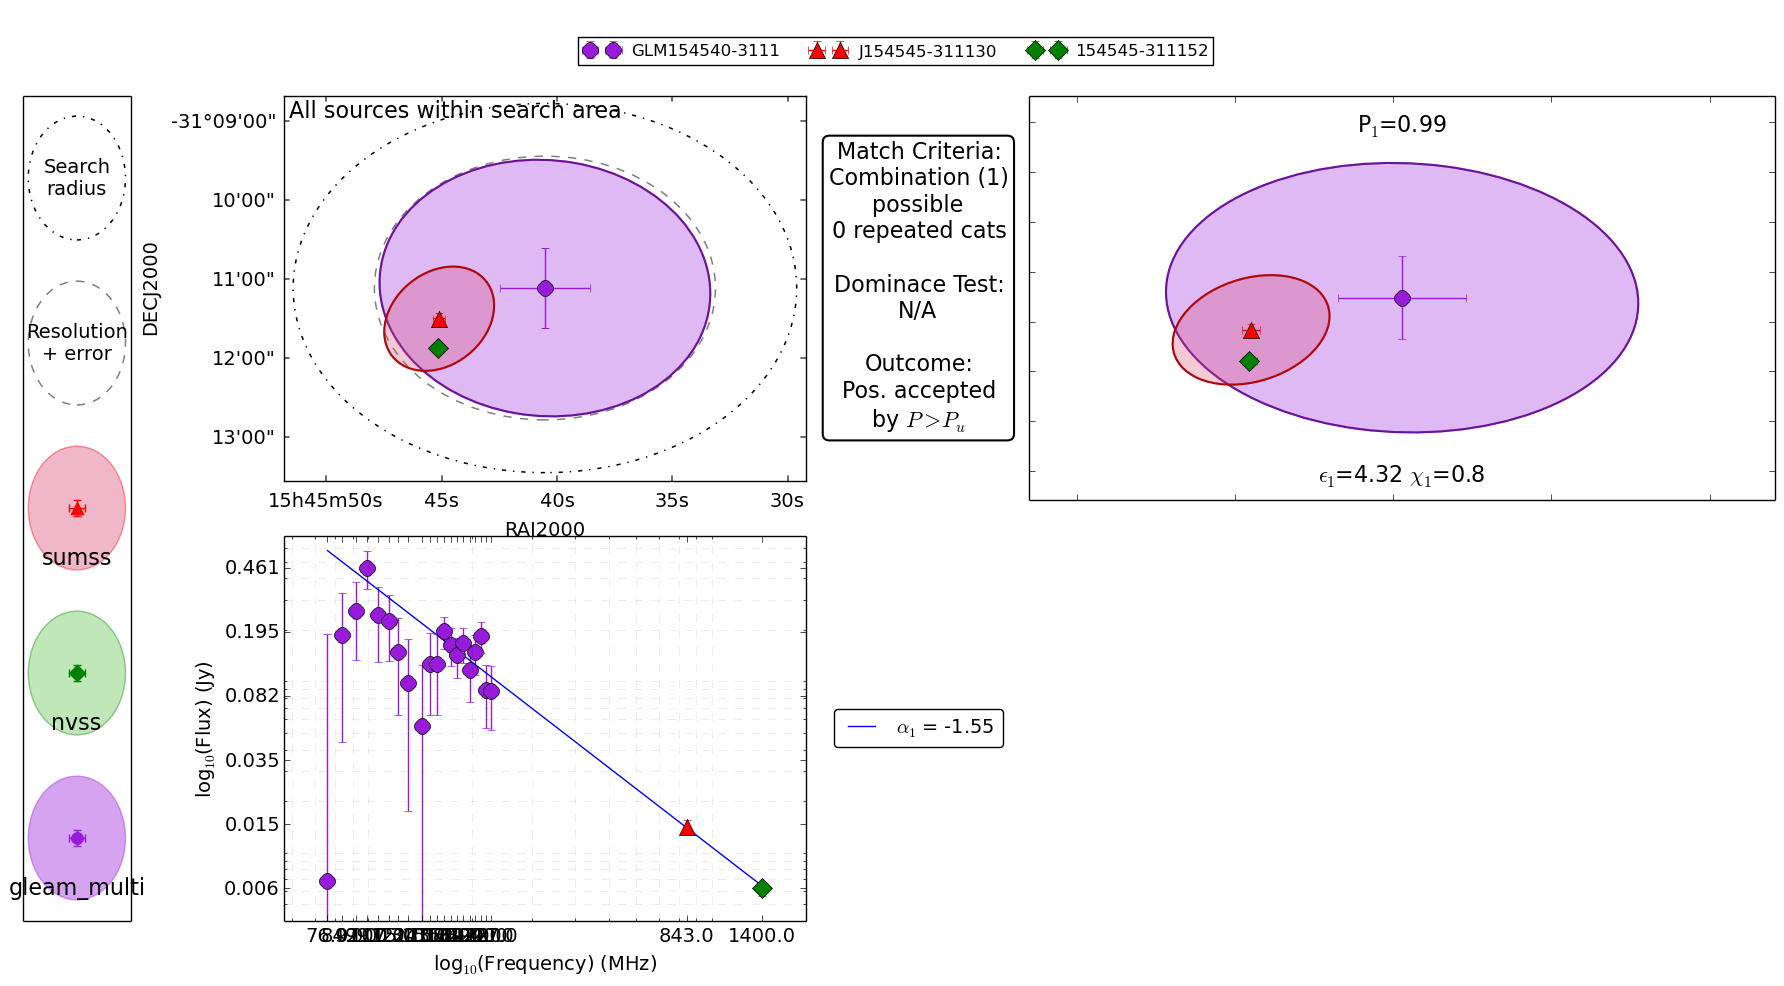 GLM154540-3111 J154545-311130 154545-311152
Search
radius
Resolution
+ error
sumss
nvss
gleam_multi
All sources within search area
DECJ2000
-31°09'00"
10'00"
11'00"
12'00"
13'00"
15h45m50s 45s 40s 35s 30s
RAJ2000
Match Criteria:
Combination (1)
possible
0 repeated cats
Dominace Test:
N/A
Outcome:
Pos. accepted
by P>Pᵤ
P₁=0.99
ϵ₁=4.32 χ₁=0.8
log₁₀(Flux) (Jy)
0.461
0.195
0.082
0.035
0.015
0.006
843.0 1400.0
log₁₀(Frequency) (MHz)
α₁ = -1.55